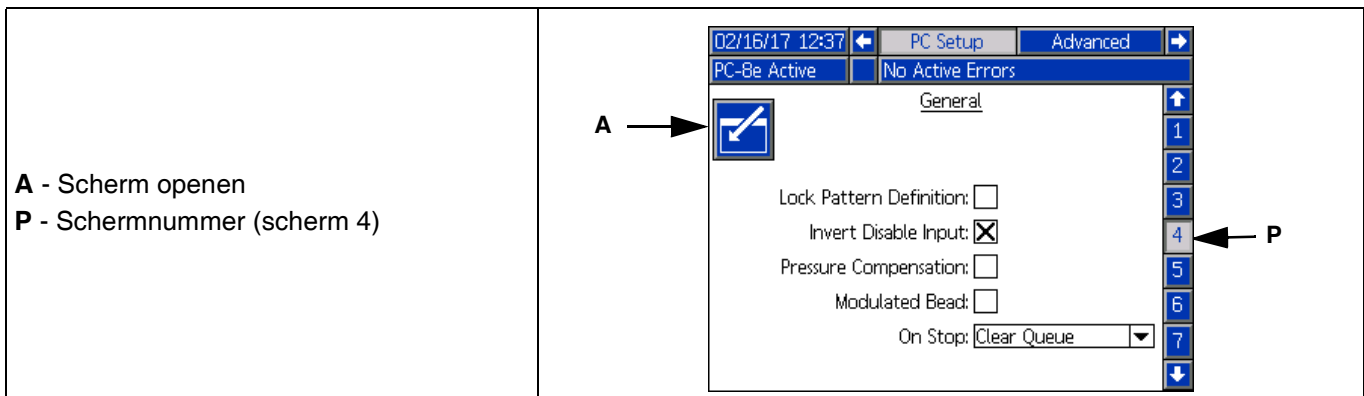 A - Scherm openen
P - Schermnummer (scherm 4)
02/16/17 12:37 PC Setup Advanced
PC-8e Active No Active Errors
General
A
1
2
Lock Pattern Definition: 3
Invert Disable Input: 4 P
Pressure Compensation: 5
Modulated Bead: 6
On Stop: Clear Queue 7